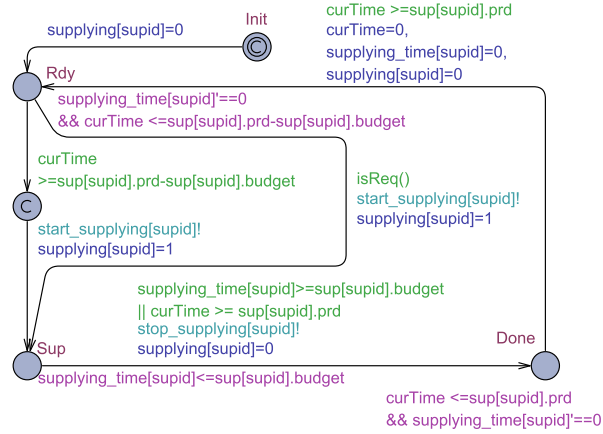 Init
C
supplying[supid]=0
curTime >=sup[supid].prd
curTime=0,
supplying_time[supid]=0,
supplying[supid]=0
Rdy
supplying_time[supid]'==0
&& curTime <=sup[supid].prd-sup[supid].budget
curTime
>=sup[supid].prd-sup[supid].budget
C
start_supplying[supid]!
supplying[supid]=1
isReq()
start_supplying[supid]!
supplying[supid]=1
supplying_time[supid]>=sup[supid].budget
|| curTime >= sup[supid].prd
stop_supplying[supid]!
supplying[supid]=0
Sup
supplying_time[supid]<=sup[supid].budget
Done
curTime <=sup[supid].prd
&& supplying_time[supid]'==0